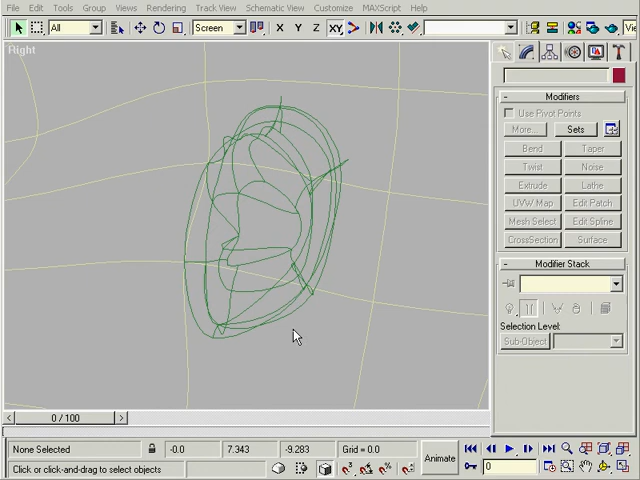 File Edit Tools Group Views Rendering Track View Schematic View Customize MAXScript Help
All Screen X Y Z XY
Right
Modifiers
Use Pivot Points
More... Sets
Bend Taper
Twist Noise
Extrude Lathe
UVW Map Edit Patch
Mesh Select Edit Spline
CrossSection Surface
Modifier Stack
Selection Level:
Sub-Object
0 / 100
None Selected -0.0 7.343 -9.283 Grid = 0.0 Animate
Click or click-and-drag to select objects 0